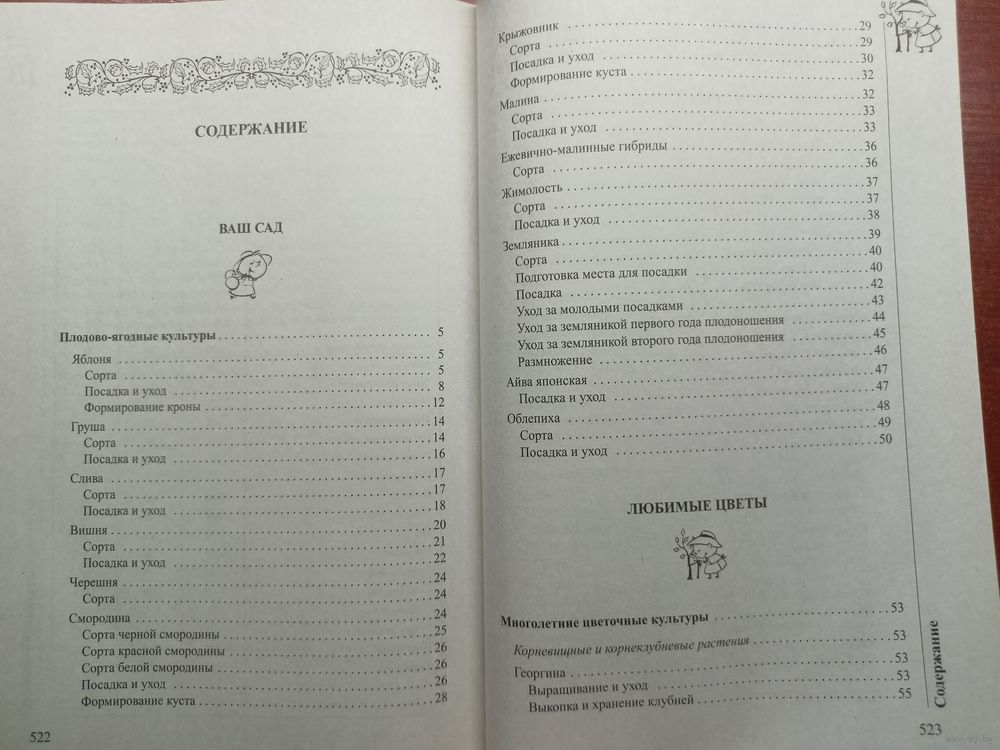 СОДЕРЖАНИЕ
ВАШ САД
Плодово-ягодные культуры . . . . . . . . . . . . . . . . . . . . 5
Яблоня . . . . . . . . . . . . . . . . . . . . 5
Сорта . . . . . . . . . . . . . . . . . . . . 5
Посадка и уход . . . . . . . . . . . . . . . . . . . . 8
Формирование кроны . . . . . . . . . . . . . . . . . . . . 12
Груша . . . . . . . . . . . . . . . . . . . . 14
Сорта . . . . . . . . . . . . . . . . . . . . 14
Посадка и уход . . . . . . . . . . . . . . . . . . . . 16
Слива . . . . . . . . . . . . . . . . . . . . 17
Сорта . . . . . . . . . . . . . . . . . . . . 17
Посадка и уход . . . . . . . . . . . . . . . . . . . . 18
Вишня . . . . . . . . . . . . . . . . . . . . 20
Сорта . . . . . . . . . . . . . . . . . . . . 21
Посадка и уход . . . . . . . . . . . . . . . . . . . . 22
Черешня . . . . . . . . . . . . . . . . . . . . 24
Сорта . . . . . . . . . . . . . . . . . . . . 24
Смородина . . . . . . . . . . . . . . . . . . . . 24
Сорта черной смородины . . . . . . . . . . . . . . . . . . . . 25
Сорта красной смородины . . . . . . . . . . . . . . . . . . . . 26
Сорта белой смородины . . . . . . . . . . . . . . . . . . . . 26
Посадка и уход . . . . . . . . . . . . . . . . . . . . 26
Формирование куста . . . . . . . . . . . . . . . . . . . . 28
522
Крыжовник . . . . . . . . . . . . . . . . . . . . 29
Сорта . . . . . . . . . . . . . . . . . . . . 29
Посадка и уход . . . . . . . . . . . . . . . . . . . . 30
Формирование куста . . . . . . . . . . . . . . . . . . . . 32
Малина . . . . . . . . . . . . . . . . . . . . 32
Сорта . . . . . . . . . . . . . . . . . . . . 33
Посадка и уход . . . . . . . . . . . . . . . . . . . . 33
Ежевично-малинные гибриды . . . . . . . . . . . . . . . . . . . . 36
Сорта . . . . . . . . . . . . . . . . . . . . 36
Жимолость . . . . . . . . . . . . . . . . . . . . 37
Сорта . . . . . . . . . . . . . . . . . . . . 37
Посадка и уход . . . . . . . . . . . . . . . . . . . . 38
Земляника . . . . . . . . . . . . . . . . . . . . 39
Сорта . . . . . . . . . . . . . . . . . . . . 40
Подготовка места для посадки . . . . . . . . . . . . . . . . . . . . 40
Посадка . . . . . . . . . . . . . . . . . . . . 42
Уход за молодыми посадками . . . . . . . . . . . . . . . . . . . . 43
Уход за земляникой первого года плодоношения . . . . . . . . . . 44
Уход за земляникой второго года плодоношения . . . . . . . . . . 45
Размножение . . . . . . . . . . . . . . . . . . . . 46
Айва японская . . . . . . . . . . . . . . . . . . . . 47
Посадка и уход . . . . . . . . . . . . . . . . . . . . 47
Облепиха . . . . . . . . . . . . . . . . . . . . 48
Сорта . . . . . . . . . . . . . . . . . . . . 49
Посадка и уход . . . . . . . . . . . . . . . . . . . . 50
ЛЮБИМЫЕ ЦВЕТЫ
Многолетние цветочные культуры . . . . . . . . . . . . . . . . . . . . 53
Корневищные и корнеклубневые растения . . . . . . . . . . . . . . . 53
Георгина . . . . . . . . . . . . . . . . . . . . 53
Выращивание и уход . . . . . . . . . . . . . . . . . . . . 53
Выкопка и хранение клубней . . . . . . . . . . . . . . . . . . . . 55
Содержание
523